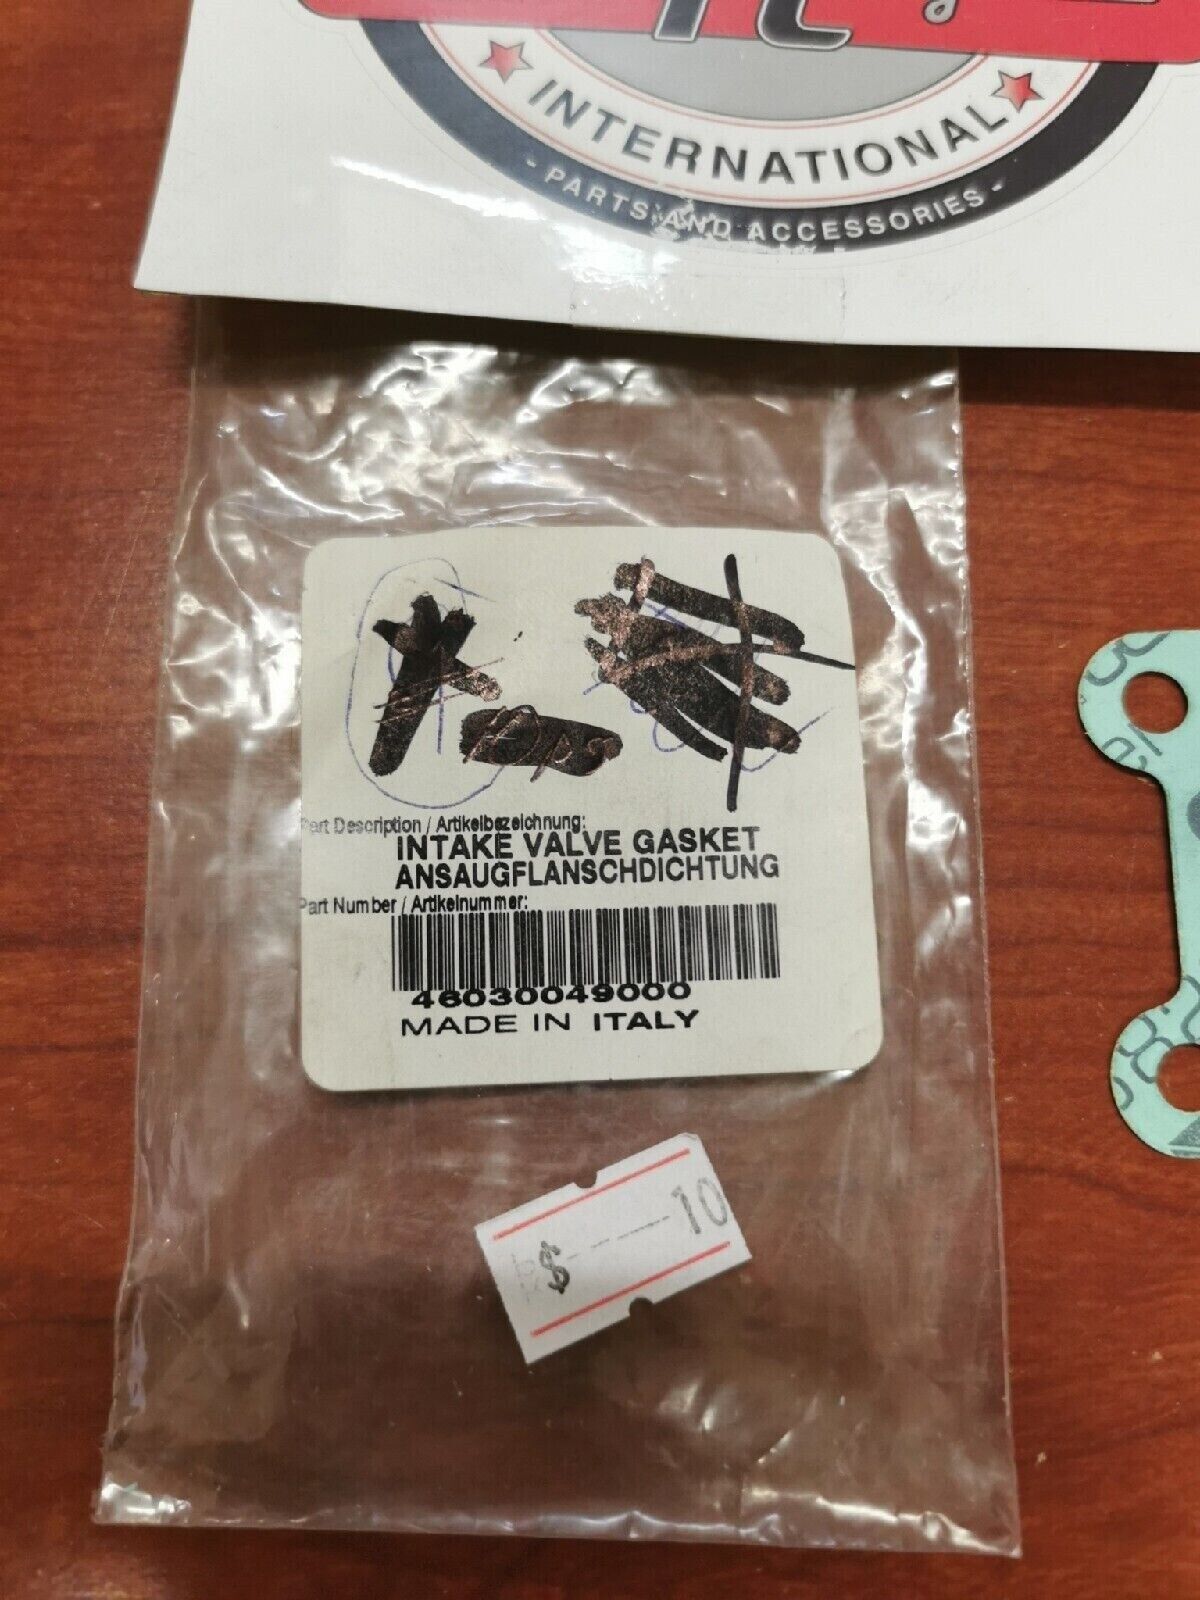 INTERNATIONAL
- PARTS AND ACCESSORIES -
Part Description / Artikelbezeichnung:
INTAKE VALVE GASKET
ANSAUGFLANSCHDICHTUNG
Part Number / Artikelnummer:
46030049000
MADE IN ITALY
$-----10